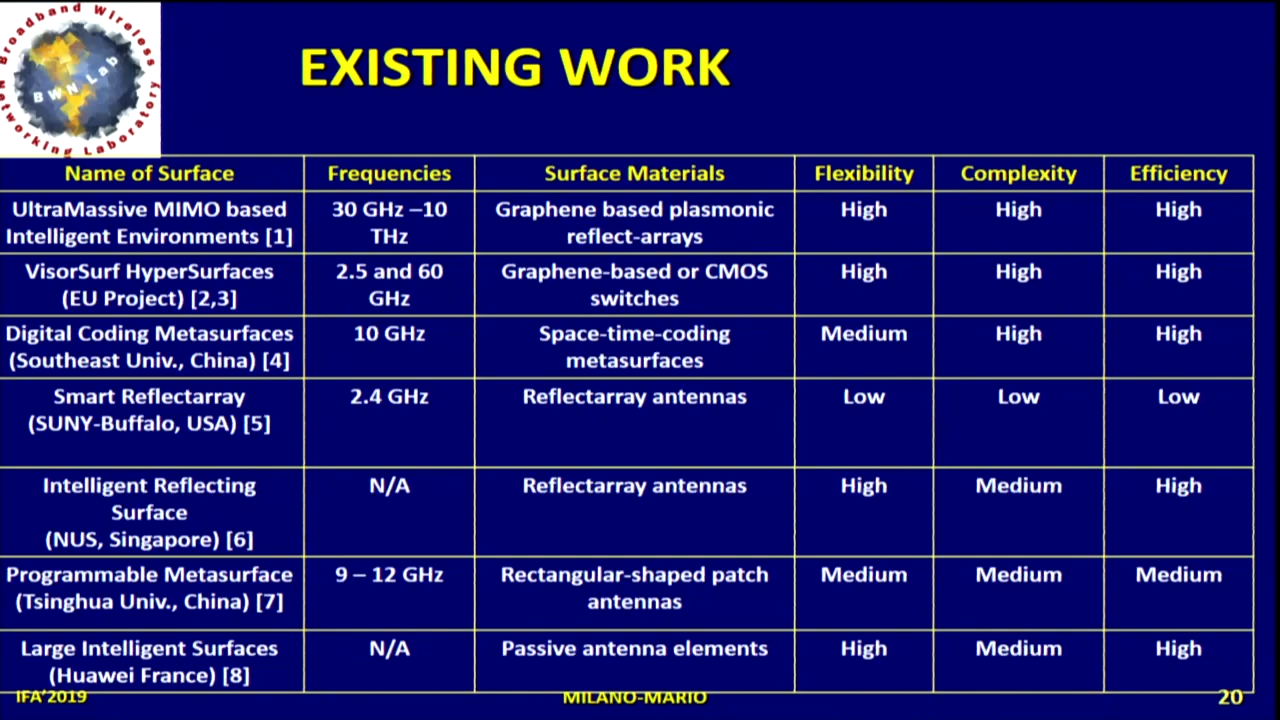 Broadband Wireless
Networking Laboratory
BWN Lab
EXISTING WORK
Name of Surface Frequencies Surface Materials Flexibility Complexity Efficiency
UltraMassive MIMO based 30 GHz –10 Graphene based plasmonic High High High
Intelligent Environments [1] THz reflect-arrays
VisorSurf HyperSurfaces 2.5 and 60 Graphene-based or CMOS High High High
(EU Project) [2,3] GHz switches
Digital Coding Metasurfaces 10 GHz Space-time-coding Medium High High
(Southeast Univ., China) [4] metasurfaces
Smart Reflectarray 2.4 GHz Reflectarray antennas Low Low Low
(SUNY-Buffalo, USA) [5]
Intelligent Reflecting N/A Reflectarray antennas High Medium High
Surface
(NUS, Singapore) [6]
Programmable Metasurface 9 – 12 GHz Rectangular-shaped patch Medium Medium Medium
(Tsinghua Univ., China) [7] antennas
Large Intelligent Surfaces N/A Passive antenna elements High Medium High
(Huawei France) [8]
IFA'2019 MILANO-MARIO 20